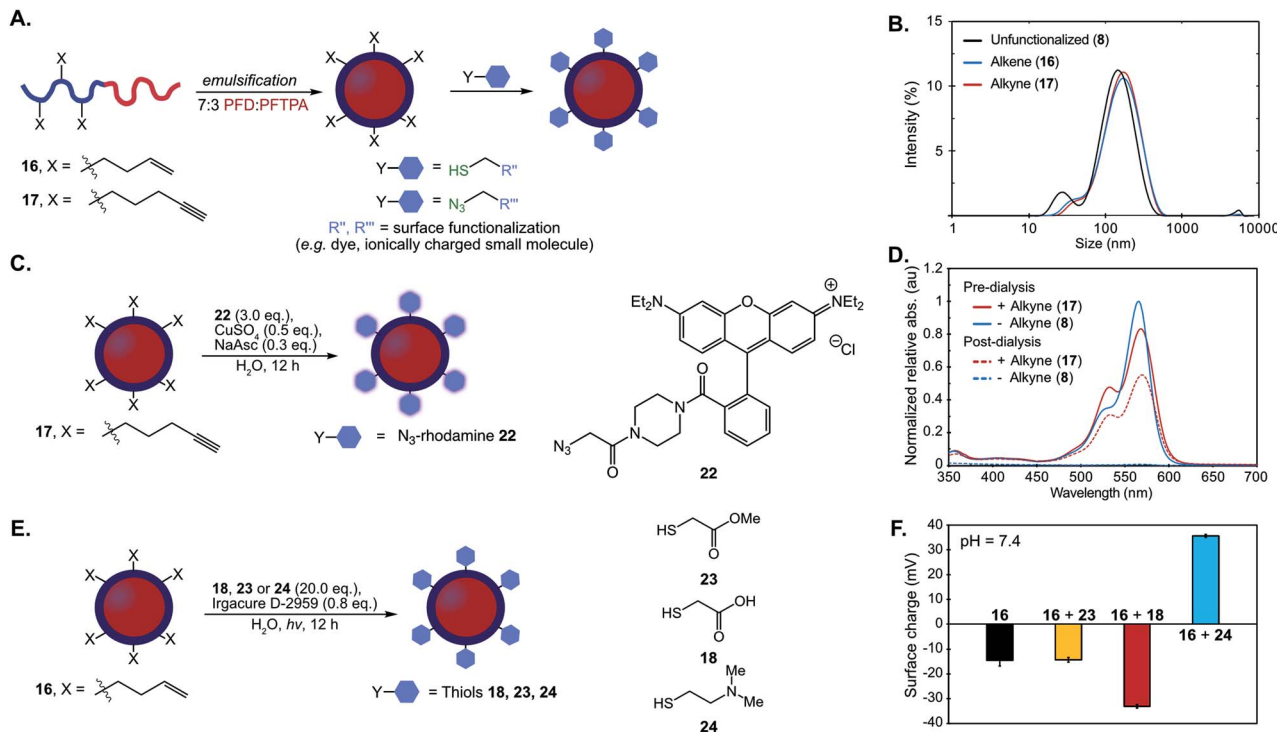 A.
X
X
X
emulsification
7:3 PFD:PFTPA
X
X
X
X
X
X
Y
16, X =
17, X =
Y = HS R"
Y = N3 R'''
R", R''' = surface functionalization
(e.g. dye, ionically charged small molecule)
B.
Intensity (%)
15
10
5
Unfunctionalized (8)
Alkene (16)
Alkyne (17)
1
10
100
1000
10000
Size (nm)
C.
X
X
X
X
X
X
22 (3.0 eq.),
CuSO4 (0.5 eq.),
NaAsc (0.3 eq.)
H2O, 12 h
17, X =
Y = N3-rhodamine 22
Et2N
O
+
NEt2
−Cl
O
N
N
N3
O
22
D.
Normalized relative abs. (au)
1.2
1
0.8
0.6
0.4
0.2
0
Pre-dialysis
+ Alkyne (17)
- Alkyne (8)
Post-dialysis
+ Alkyne (17)
- Alkyne (8)
350
400
450
500
550
600
650
700
Wavelength (nm)
E.
X
X
X
X
X
X
18, 23 or 24 (20.0 eq.),
Irgacure D-2959 (0.8 eq.)
H2O, hv, 12 h
16, X =
Y = Thiols 18, 23, 24
HS
OMe
O
23
HS
OH
O
18
HS
Me
N
Me
24
F.
Surface charge (mV)
40
30
20
10
0
-10
-20
-30
-40
pH = 7.4
16
16 + 23
16 + 18
16 + 24